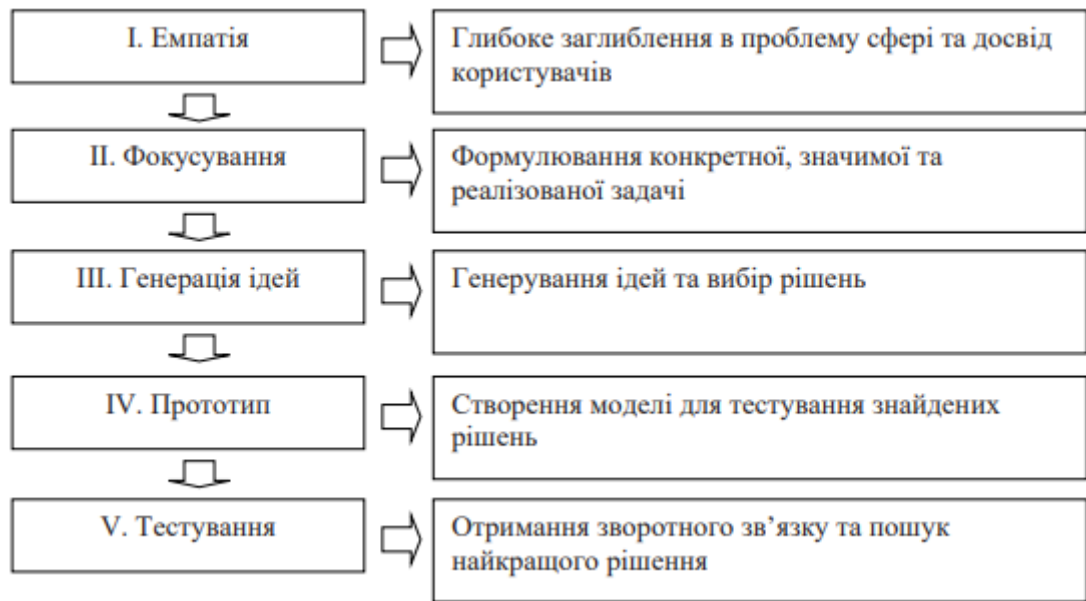 І. Емпатія
Глибоке заглиблення в проблему сфері та досвід
користувачів
ІІ. Фокусування
Формулювання конкретної, значимої та
реалізованої задачі
ІІІ. Генерація ідей
Генерування ідей та вибір рішень
IV. Прототип
Створення моделі для тестування знайдених
рішень
V. Тестування
Отримання зворотного зв’язку та пошук
найкращого рішення